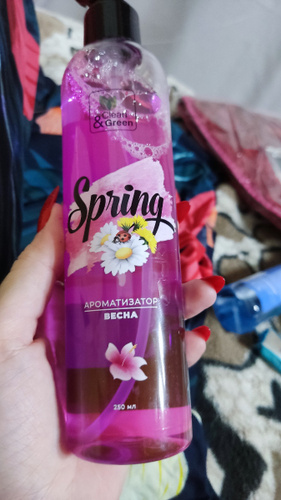 Clean
& Green
Spring
АРОМАТИЗАТОР
ВЕСНА
250 мл